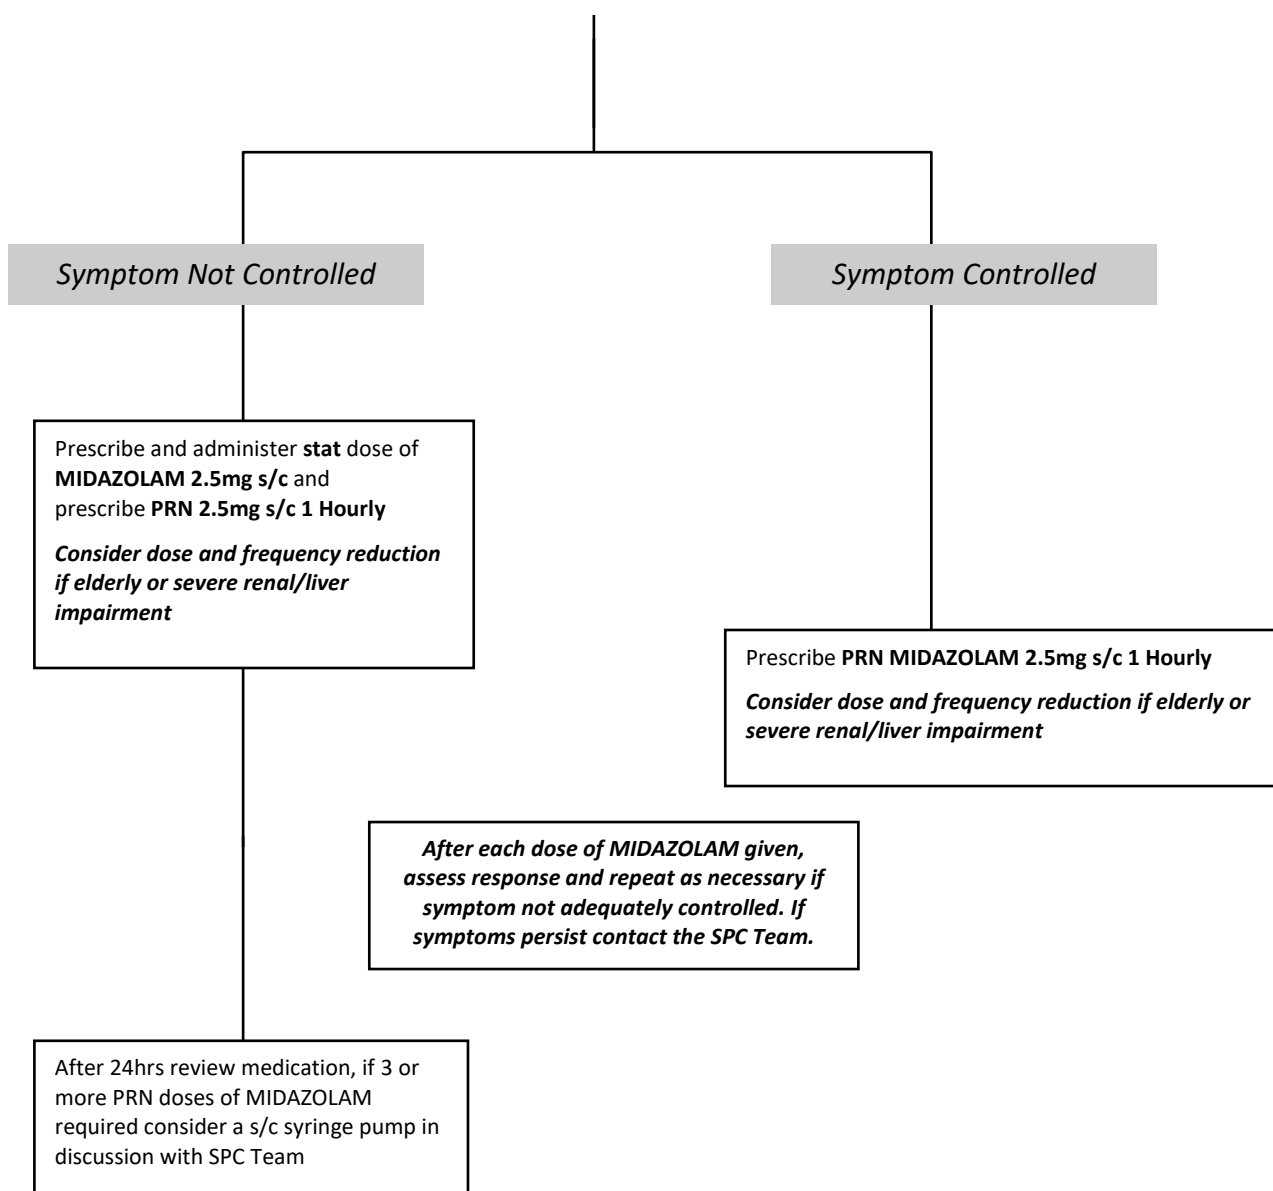 Symptom Not Controlled
Symptom Controlled
Prescribe and administer stat dose of
MIDAZOLAM 2.5mg s/c and
prescribe PRN 2.5mg s/c 1 Hourly
Consider dose and frequency reduction
if elderly or severe renal/liver
impairment
Prescribe PRN MIDAZOLAM 2.5mg s/c 1 Hourly
Consider dose and frequency reduction if elderly or
severe renal/liver impairment
After each dose of MIDAZOLAM given,
assess response and repeat as necessary if
symptom not adequately controlled. If
symptoms persist contact the SPC Team.
After 24hrs review medication, if 3 or
more PRN doses of MIDAZOLAM
required consider a s/c syringe pump in
discussion with SPC Team